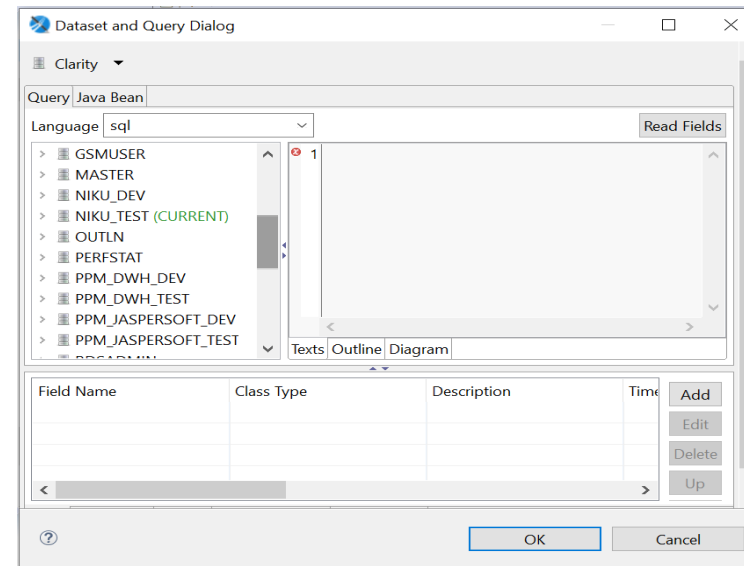 Dataset and Query Dialog
Clarity
Query Java Bean
Language sql Read Fields
GSMUSER
MASTER
NIKU_DEV
NIKU_TEST (CURRENT)
OUTLN
PERFSTAT
PPM_DWH_DEV
PPM_DWH_TEST
PPM_JASPERSOFT_DEV
PPM_JASPERSOFT_TEST
1
Texts Outline Diagram
Field Name Class Type Description Time
Add
Edit
Delete
Up
OK Cancel